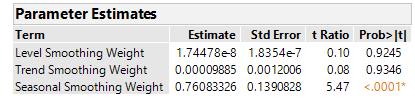 Parameter Estimates
Term Estimate Std Error t Ratio Prob>|t|
Level Smoothing Weight 1.74478e-8 1.8354e-7 0.10 0.9245
Trend Smoothing Weight 0.00009885 0.0012006 0.08 0.9346
Seasonal Smoothing Weight 0.76083326 0.1390828 5.47 <.0001*